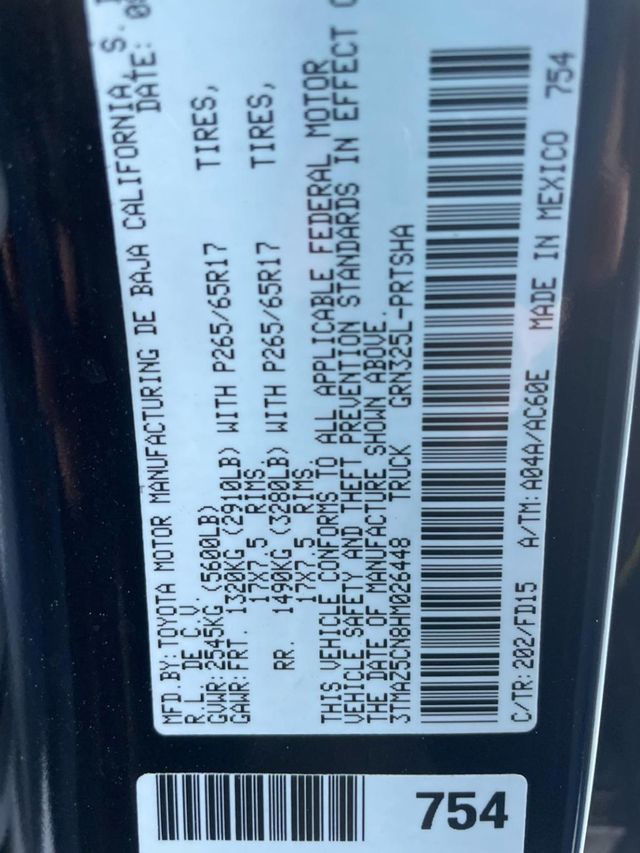 MFD BY: TOYOTA MOTOR MANUFACTURING DE BAJA CALIFORNIA, S.
R.L. DE C.V. DATE:
GVWR: 2545KG (5600LB)
GAWR: FRT. 1320KG (2910LB) WITH P265/65R17 TIRES,
17X7.5 RIMS.
RR. 1490KG (3280LB) WITH P265/65R17 TIRES,
17X7.5 RIMS.
THIS VEHICLE CONFORMS TO ALL APPLICABLE FEDERAL MOTOR
VEHICLE SAFETY AND THEFT PREVENTION STANDARDS IN EFFECT
THE DATE OF MANUFACTURE SHOWN ABOVE.
3TMAZ5CN8HM026448 TRUCK GRN325L-PRTSHA
C/TR: 202/FD15 A/TM: A04A/AC60E MADE IN MEXICO 754
754